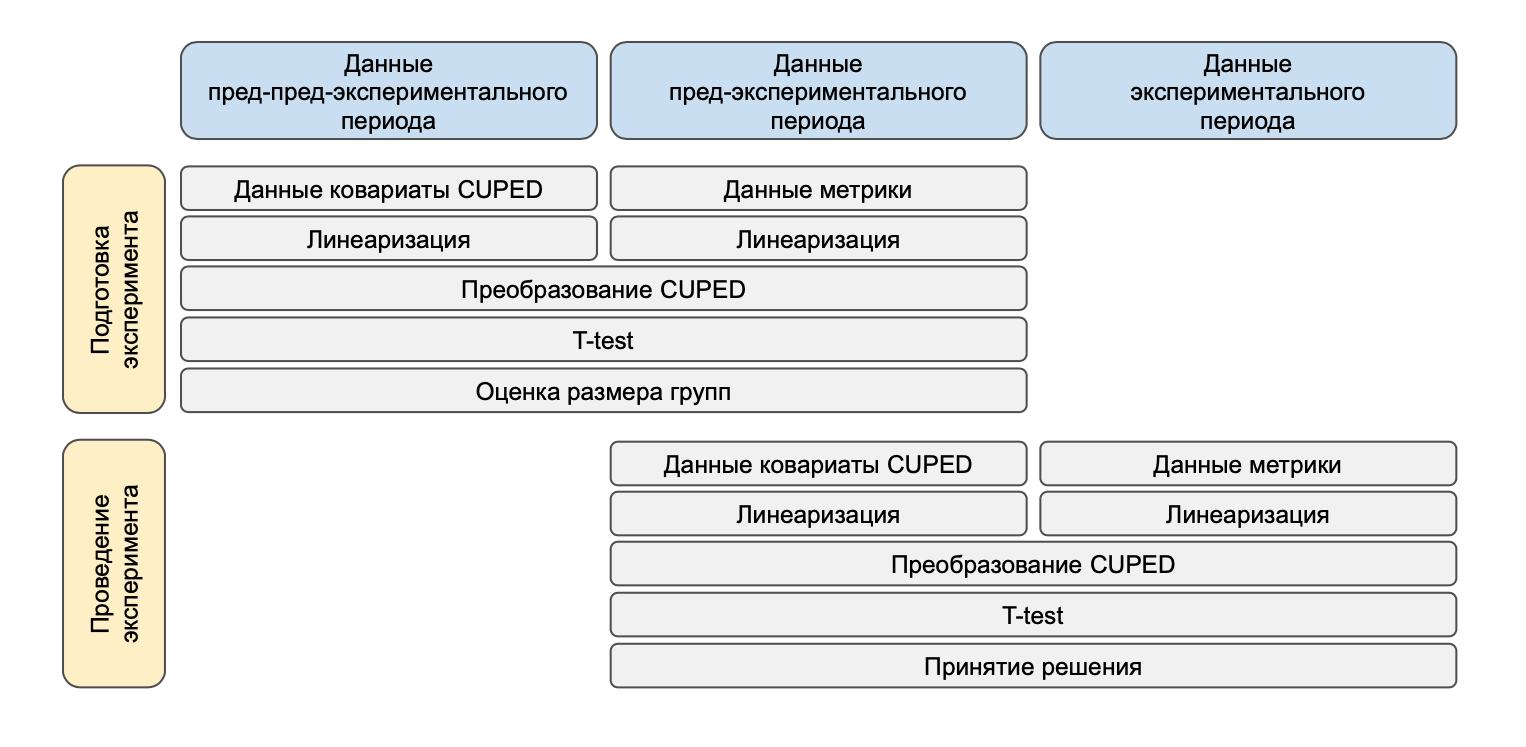 Данные
пред-пред-экспериментального
периода
Данные
пред-экспериментального
периода
Данные
экспериментального
периода
Подготовка
эксперимента
Данные ковариаты CUPED
Данные метрики
Линеаризация
Линеаризация
Преобразование CUPED
T-test
Оценка размера групп
Проведение
эксперимента
Данные ковариаты CUPED
Данные метрики
Линеаризация
Линеаризация
Преобразование CUPED
T-test
Принятие решения